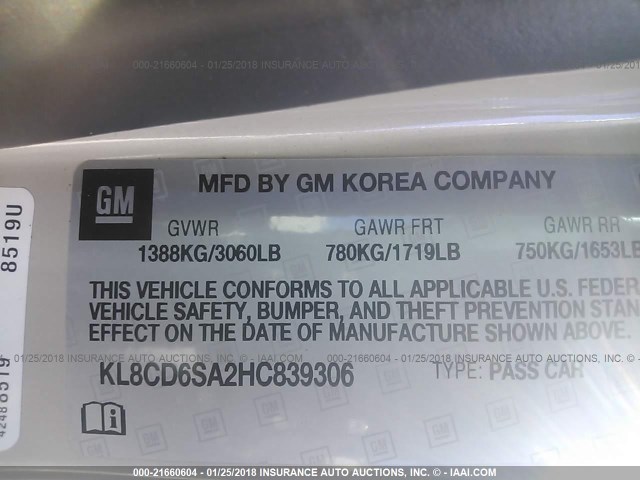 000-21660604 - 01/25/2018 INSURANCE AUTO AUCTIONS, INC. - © - IAAI.COM
GM
MFD BY GM KOREA COMPANY
GVWR GAWR FRT GAWR RR
1388KG/3060LB 780KG/1719LB 750KG/1653LB
THIS VEHICLE CONFORMS TO ALL APPLICABLE U.S. FEDER
VEHICLE SAFETY, BUMPER, AND THEFT PREVENTION STAN
EFFECT ON THE DATE OF MANUFACTURE SHOWN ABOVE.
KL8CD6SA2HC839306 TYPE: PASS CAR
8519U
42488519
01/25/2018 INSURANCE AUTO AUCTIONS, INC. - © - IAAI.COM
000-21660604 - 01/25/2018 INSURANCE AUTO
000-21660604 - 01/25/2018 INSURANCE AUTO AUCTIONS, INC. - © - IAAI.COM